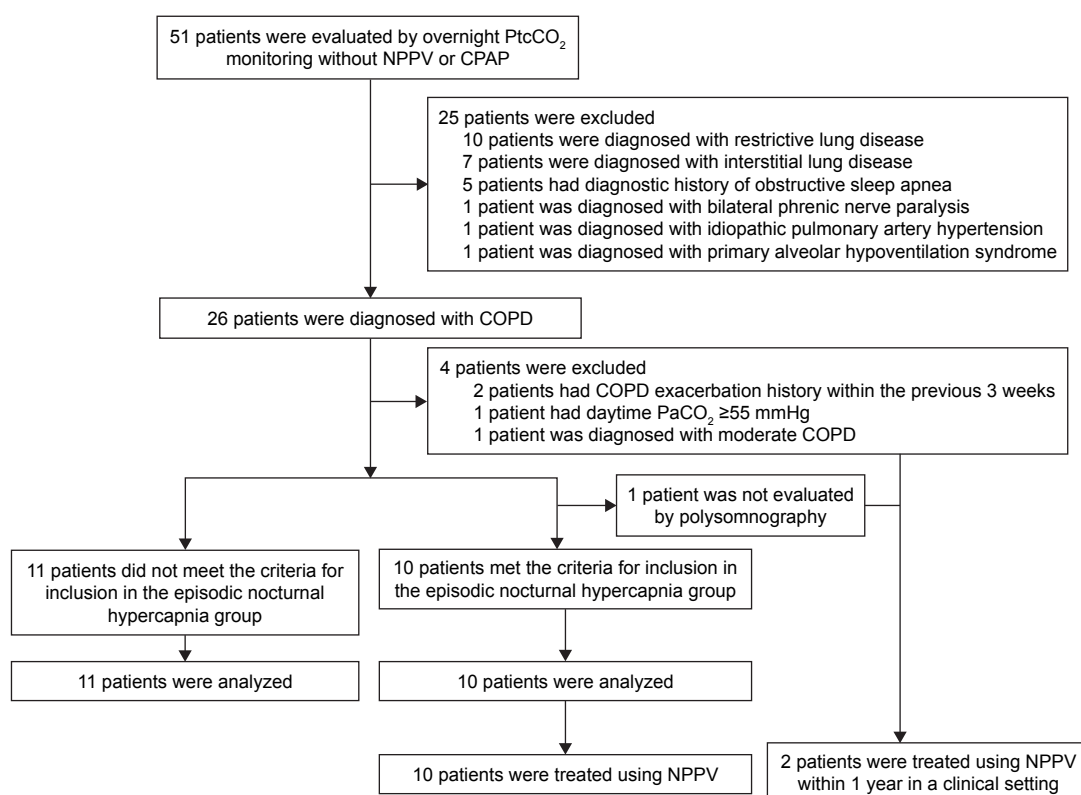 51 patients were evaluated by overnight PtcCO₂
monitoring without NPPV or CPAP
25 patients were excluded
10 patients were diagnosed with restrictive lung disease
7 patients were diagnosed with interstitial lung disease
5 patients had diagnostic history of obstructive sleep apnea
1 patient was diagnosed with bilateral phrenic nerve paralysis
1 patient was diagnosed with idiopathic pulmonary artery hypertension
1 patient was diagnosed with primary alveolar hypoventilation syndrome
26 patients were diagnosed with COPD
4 patients were excluded
2 patients had COPD exacerbation history within the previous 3 weeks
1 patient had daytime PaCO₂ ≥55 mmHg
1 patient was diagnosed with moderate COPD
1 patient was not evaluated
by polysomnography
11 patients did not meet the criteria for
inclusion in the episodic nocturnal
hypercapnia group
10 patients met the criteria for inclusion in
the episodic nocturnal hypercapnia group
11 patients were analyzed
10 patients were analyzed
10 patients were treated using NPPV
2 patients were treated using NPPV
within 1 year in a clinical setting